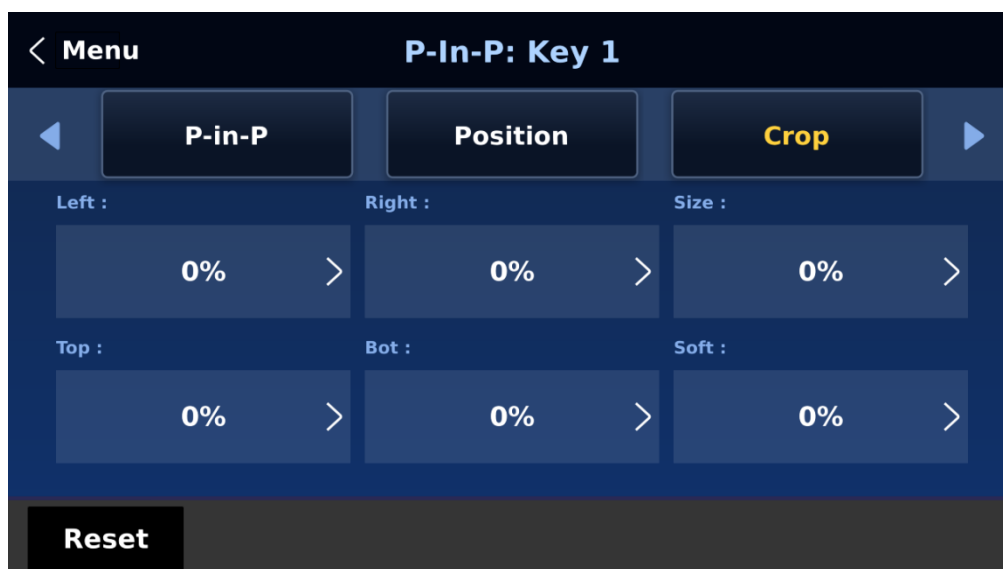 Menu
P-In-P: Key 1
P-in-P
Position
Crop
Left :
Right :
Size :
0%
0%
0%
Top :
Bot :
Soft :
0%
0%
0%
Reset